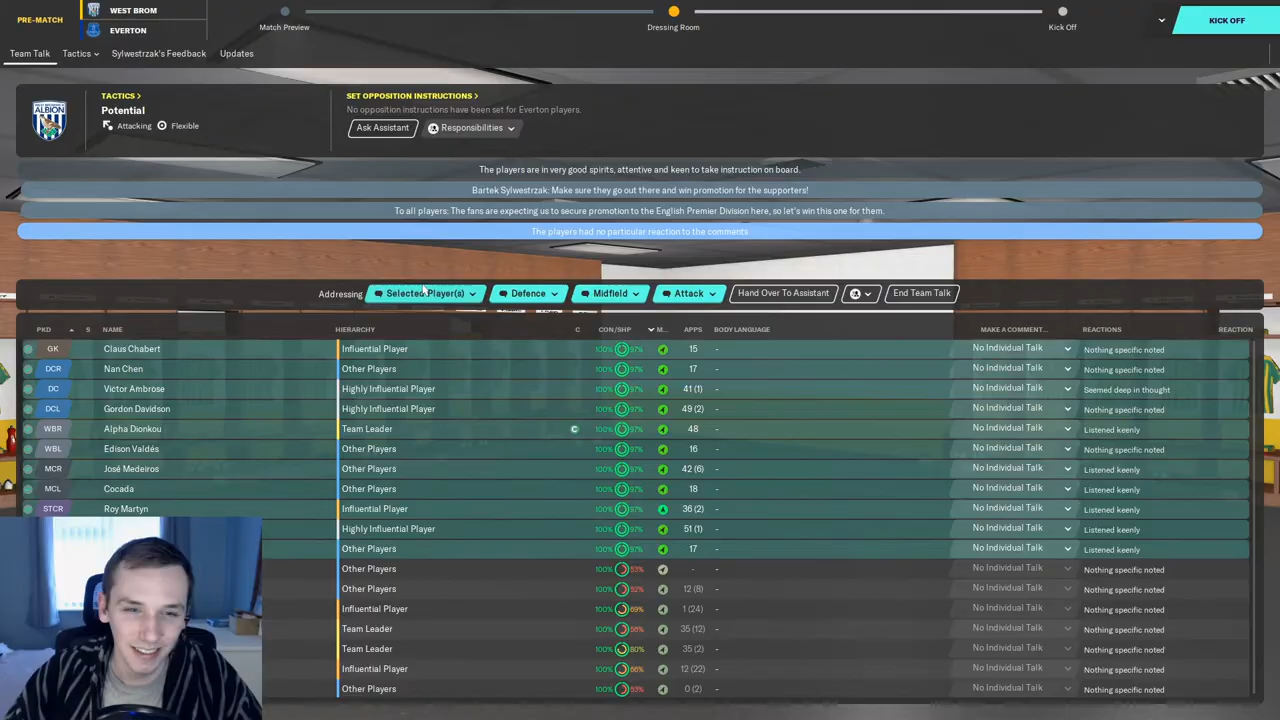 PRE-MATCH
WEST BROM
EVERTON
Match Preview
Dressing Room
Kick Off
KICK OFF
Team Talk
Tactics
Sylwestrzak's Feedback
Updates
TACTICS >
Potential
Attacking
Flexible
SET OPPOSITION INSTRUCTIONS >
No opposition instructions have been set for Everton players.
Ask Assistant
Responsibilities
The players are in very good spirits, attentive and keen to take instruction on board.
Bartek Sylwestrzak: Make sure they go out there and win promotion for the supporters!
To all players: The fans are expecting us to secure promotion to the English Premier Division here, so let's win this one for them.
The players had no particular reaction to the comments
Addressing
Selected Player(s)
Defence
Midfield
Attack
Hand Over To Assistant
End Team Talk
PKD S NAME HIERARCHY C CON/SHP M... APPS BODY LANGUAGE MAKE A COMMENT... REACTIONS REACTION
GK Claus Chabert Influential Player 100% 97% 15 - No Individual Talk Nothing specific noted
DCR Nan Chen Other Players 100% 97% 17 - No Individual Talk Nothing specific noted
DC Victor Ambrose Highly Influential Player 100% 97% 41 (1) - No Individual Talk Seemed deep in thought
DCL Gordon Davidson Highly Influential Player 100% 97% 49 (2) - No Individual Talk Nothing specific noted
WBR Alpha Dionkou Team Leader C 100% 97% 48 - No Individual Talk Listened keenly
WBL Edison Valdés Other Players 100% 97% 16 - No Individual Talk Nothing specific noted
MCR José Medeiros Other Players 100% 97% 42 (6) - No Individual Talk Listened keenly
MCL Cocada Other Players 100% 97% 18 - No Individual Talk Listened keenly
STCR Roy Martyn Influential Player 100% 97% 36 (2) - No Individual Talk Listened keenly
Highly Influential Player 100% 97% 51 (1) - No Individual Talk Listened keenly
Other Players 100% 97% 17 - No Individual Talk Listened keenly
Other Players 100% 53% - - No Individual Talk Nothing specific noted
Other Players 100% 92% 12 (8) - No Individual Talk Nothing specific noted
Influential Player 100% 69% 1 (24) - No Individual Talk Nothing specific noted
Team Leader 100% 35 (12) - No Individual Talk Nothing specific noted
Team Leader 100% 80% 35 (2) - No Individual Talk Nothing specific noted
Influential Player 100% 66% 12 (22) - No Individual Talk Nothing specific noted
Other Players 100% 53% 0 (2) - No Individual Talk Nothing specific noted